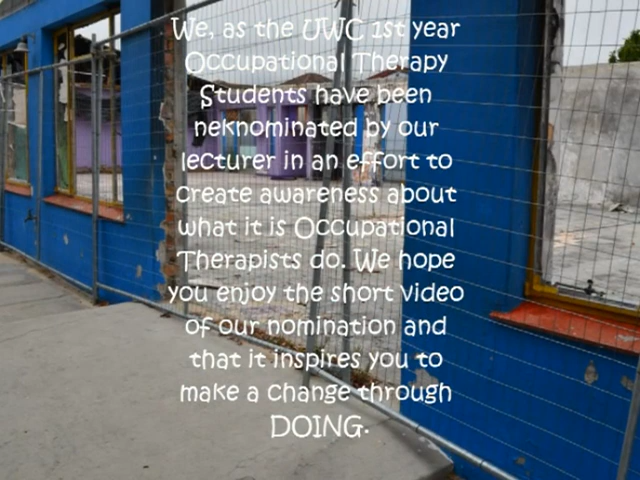 We, as the UWC 1st year
Occupational Therapy
Students have been
neknominated by our
lecturer in an effort to
create awareness about
what it is Occupational
Therapists do. We hope
you enjoy the short video
of our nomination and
that it inspires you to
make a change through
DOING.